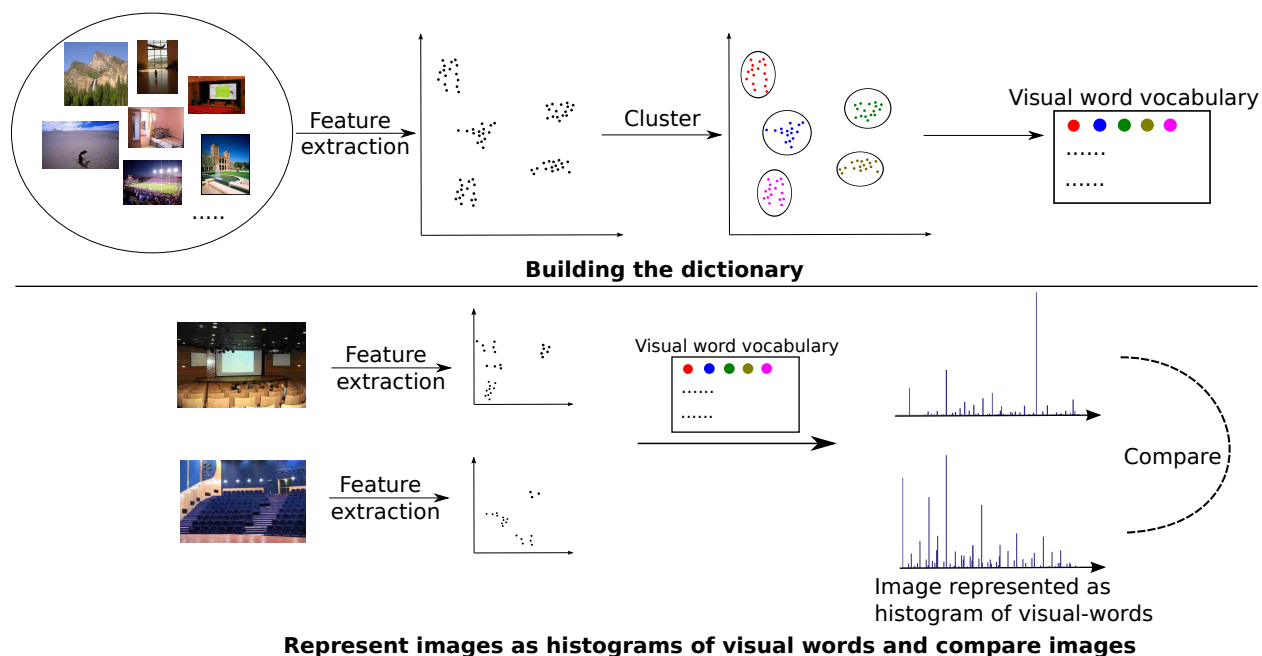 Feature
extraction
Cluster
Visual word vocabulary
.....
......
......
Building the dictionary
Feature
extraction
Visual word vocabulary
......
......
Compare
Feature
extraction
Image represented as
histogram of visual-words
Represent images as histograms of visual words and compare images